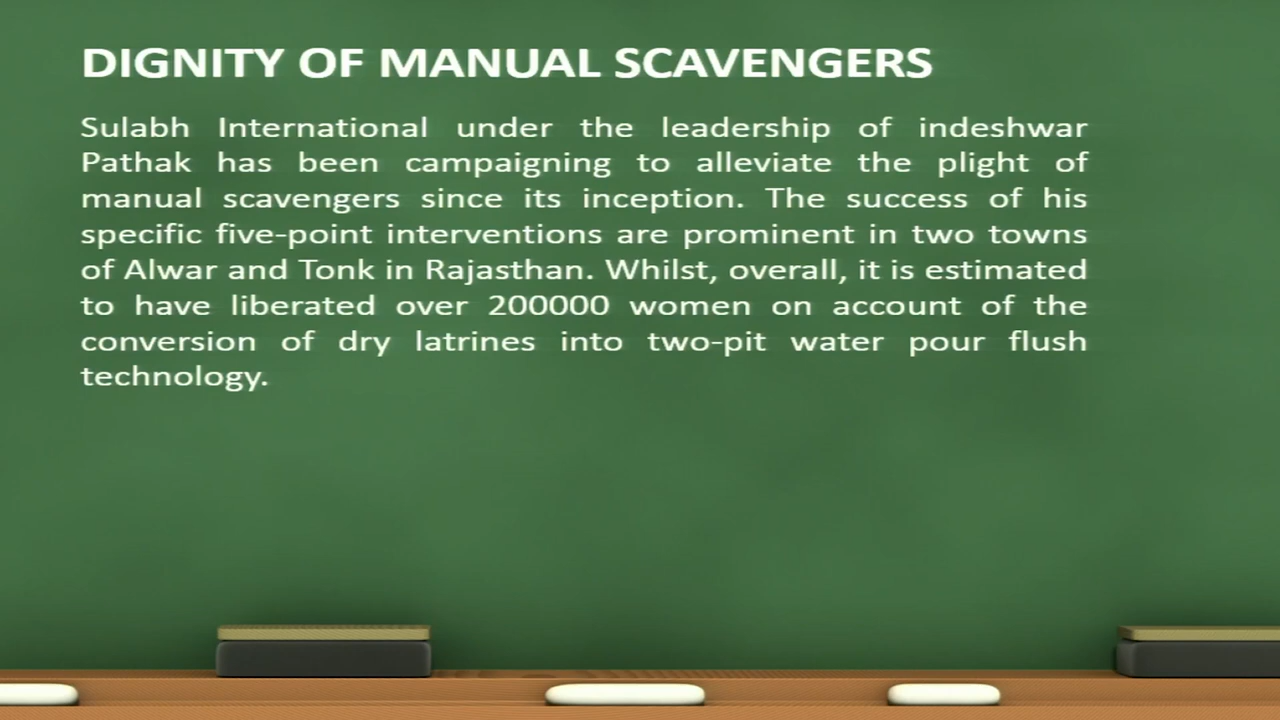 DIGNITY OF MANUAL SCAVENGERS
Sulabh International under the leadership of indeshwar
Pathak has been campaigning to alleviate the plight of
manual scavengers since its inception. The success of his
specific five-point interventions are prominent in two towns
of Alwar and Tonk in Rajasthan. Whilst, overall, it is estimated
to have liberated over 200000 women on account of the
conversion of dry latrines into two-pit water pour flush
technology.